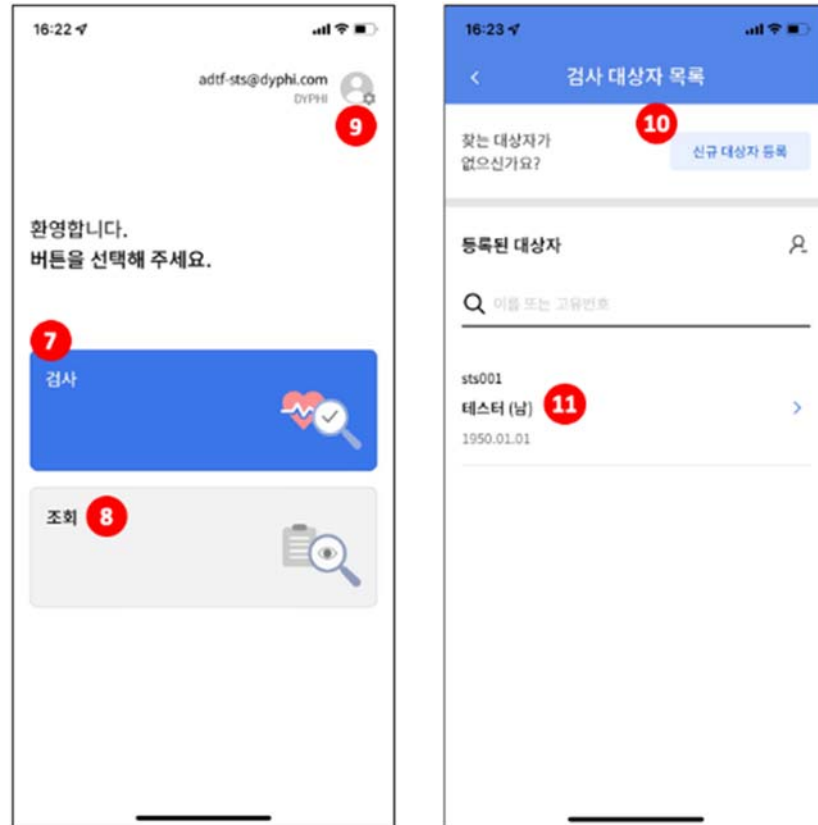 16:22
adtf-sts@dyphi.com
DYPHI
9
환영합니다.
버튼을 선택해 주세요.
7
검사
조회
8
16:23
검사 대상자 목록
10
찾는 대상자가
없으신가요?
신규 대상자 등록
등록된 대상자
이름 또는 고유번호
sts001
테스터 (남)
11
1950.01.01